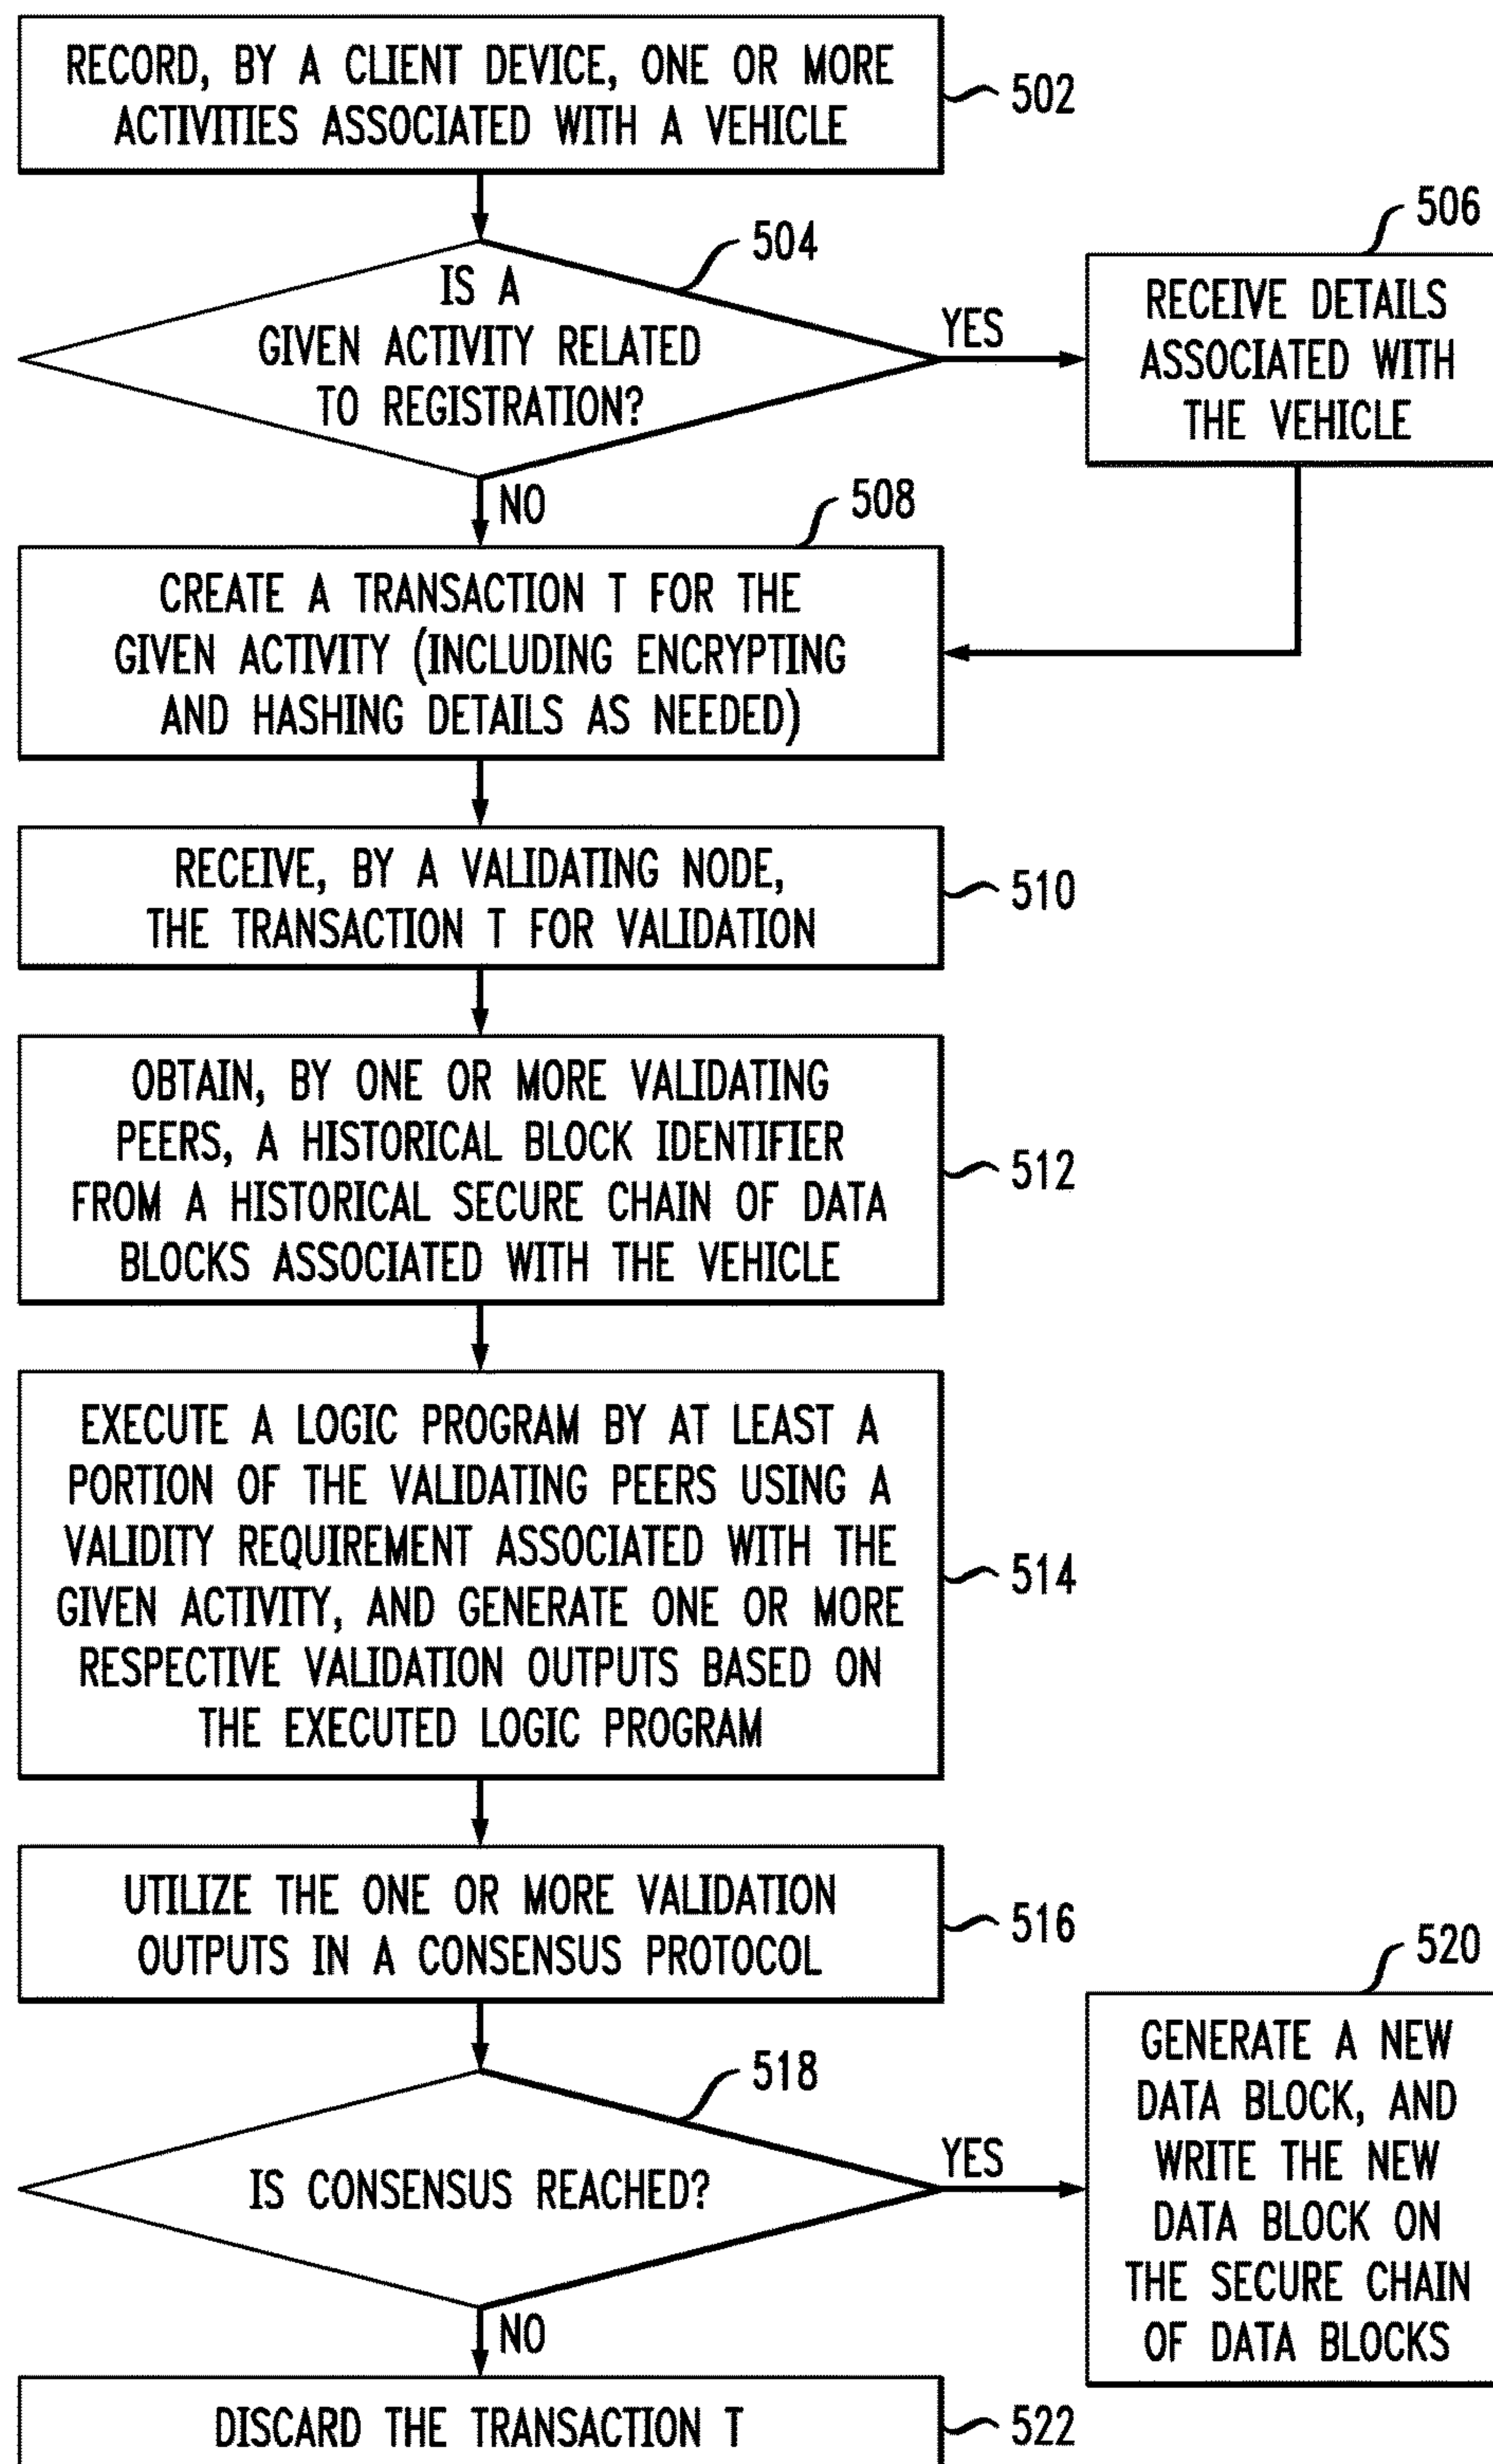 RECORD, BY A CLIENT DEVICE, ONE OR MORE
ACTIVITIES ASSOCIATED WITH A VEHICLE
502
504
IS A
GIVEN ACTIVITY RELATED
TO REGISTRATION?
YES
506
RECEIVE DETAILS
ASSOCIATED WITH
THE VEHICLE
NO
508
CREATE A TRANSACTION T FOR THE
GIVEN ACTIVITY (INCLUDING ENCRYPTING
AND HASHING DETAILS AS NEEDED)
RECEIVE, BY A VALIDATING NODE,
THE TRANSACTION T FOR VALIDATION
510
OBTAIN, BY ONE OR MORE VALIDATING
PEERS, A HISTORICAL BLOCK IDENTIFIER
FROM A HISTORICAL SECURE CHAIN OF DATA
BLOCKS ASSOCIATED WITH THE VEHICLE
512
EXECUTE A LOGIC PROGRAM BY AT LEAST A
PORTION OF THE VALIDATING PEERS USING A
VALIDITY REQUIREMENT ASSOCIATED WITH THE
GIVEN ACTIVITY, AND GENERATE ONE OR MORE
RESPECTIVE VALIDATION OUTPUTS BASED ON
THE EXECUTED LOGIC PROGRAM
514
UTILIZE THE ONE OR MORE VALIDATION
OUTPUTS IN A CONSENSUS PROTOCOL
516
518
IS CONSENSUS REACHED?
YES
520
GENERATE A NEW
DATA BLOCK, AND
WRITE THE NEW
DATA BLOCK ON
THE SECURE CHAIN
OF DATA BLOCKS
NO
DISCARD THE TRANSACTION T
522